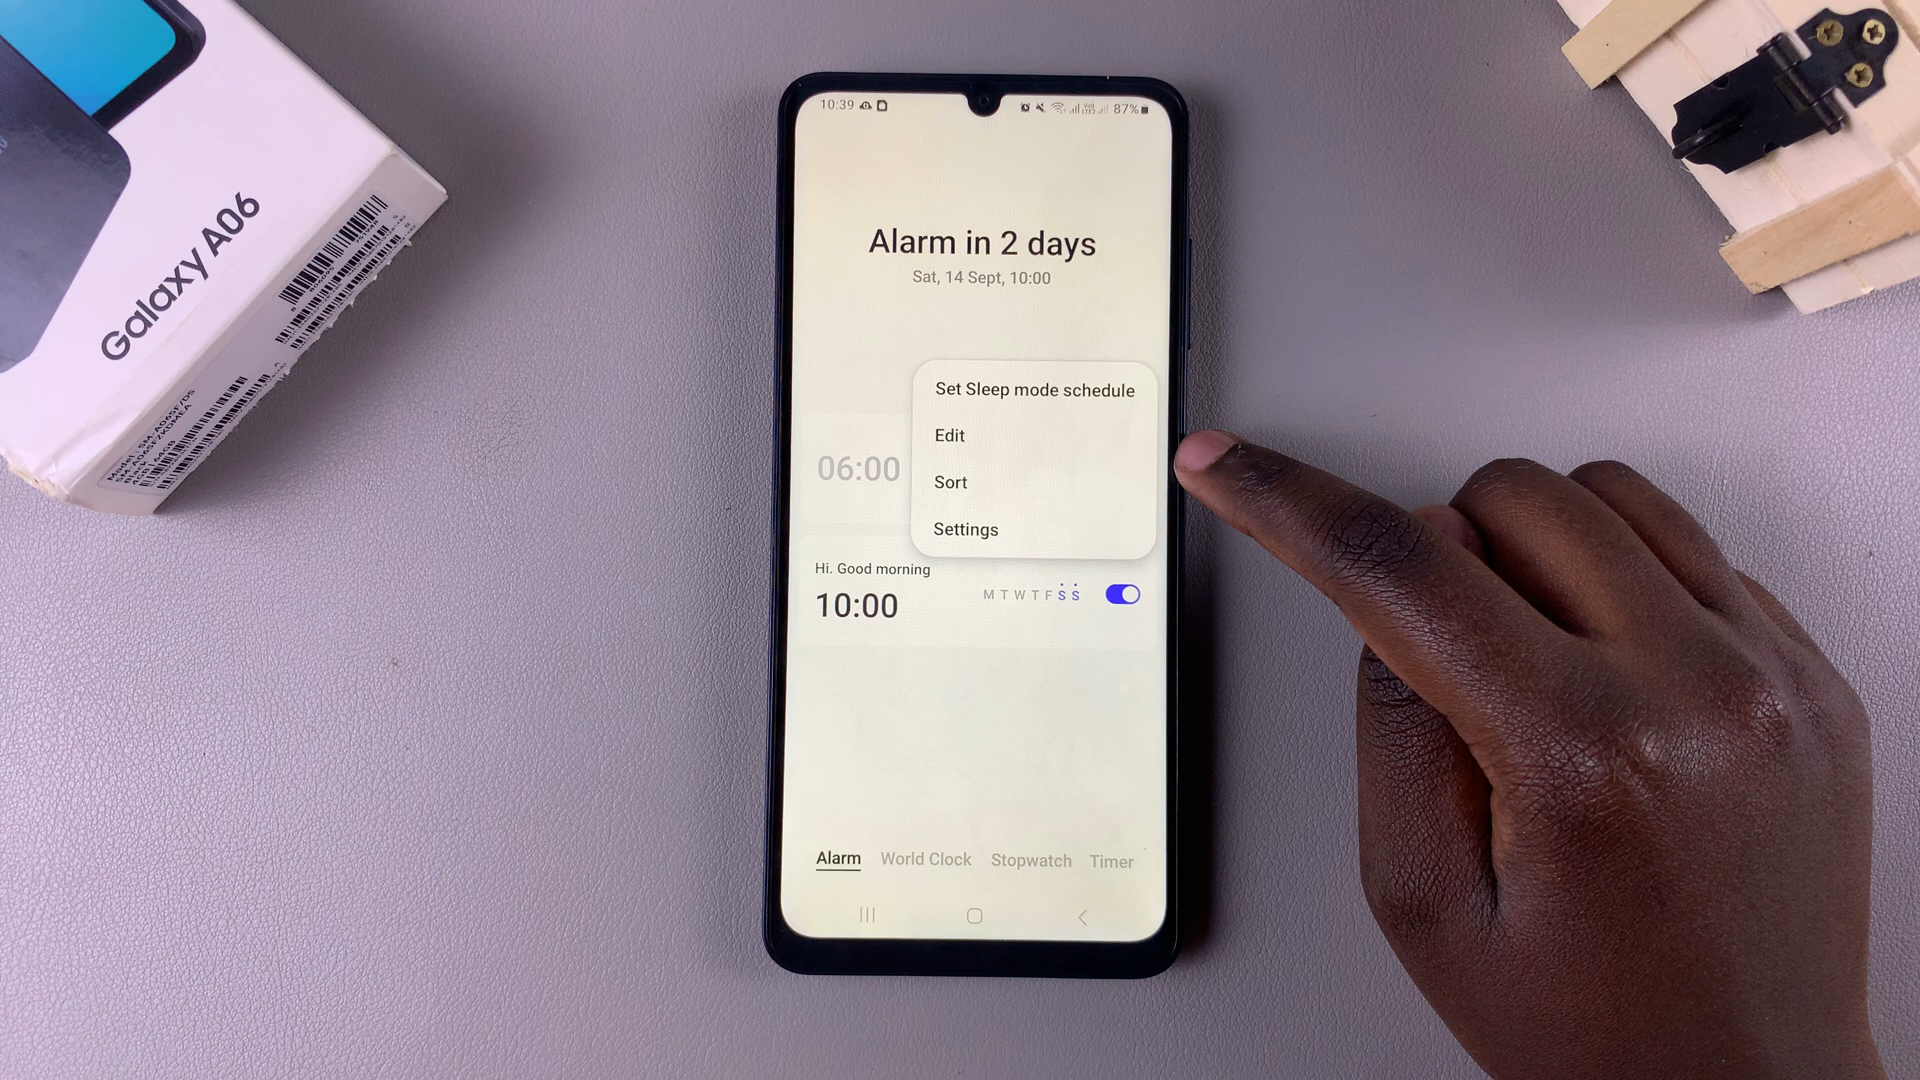 Galaxy A06
10:39
87%
Alarm in 2 days
Sat, 14 Sept, 10:00
Set Sleep mode schedule
Edit
06:00
Sort
Settings
Hi. Good morning
10:00
M T W T F S S
Alarm World Clock Stopwatch Timer